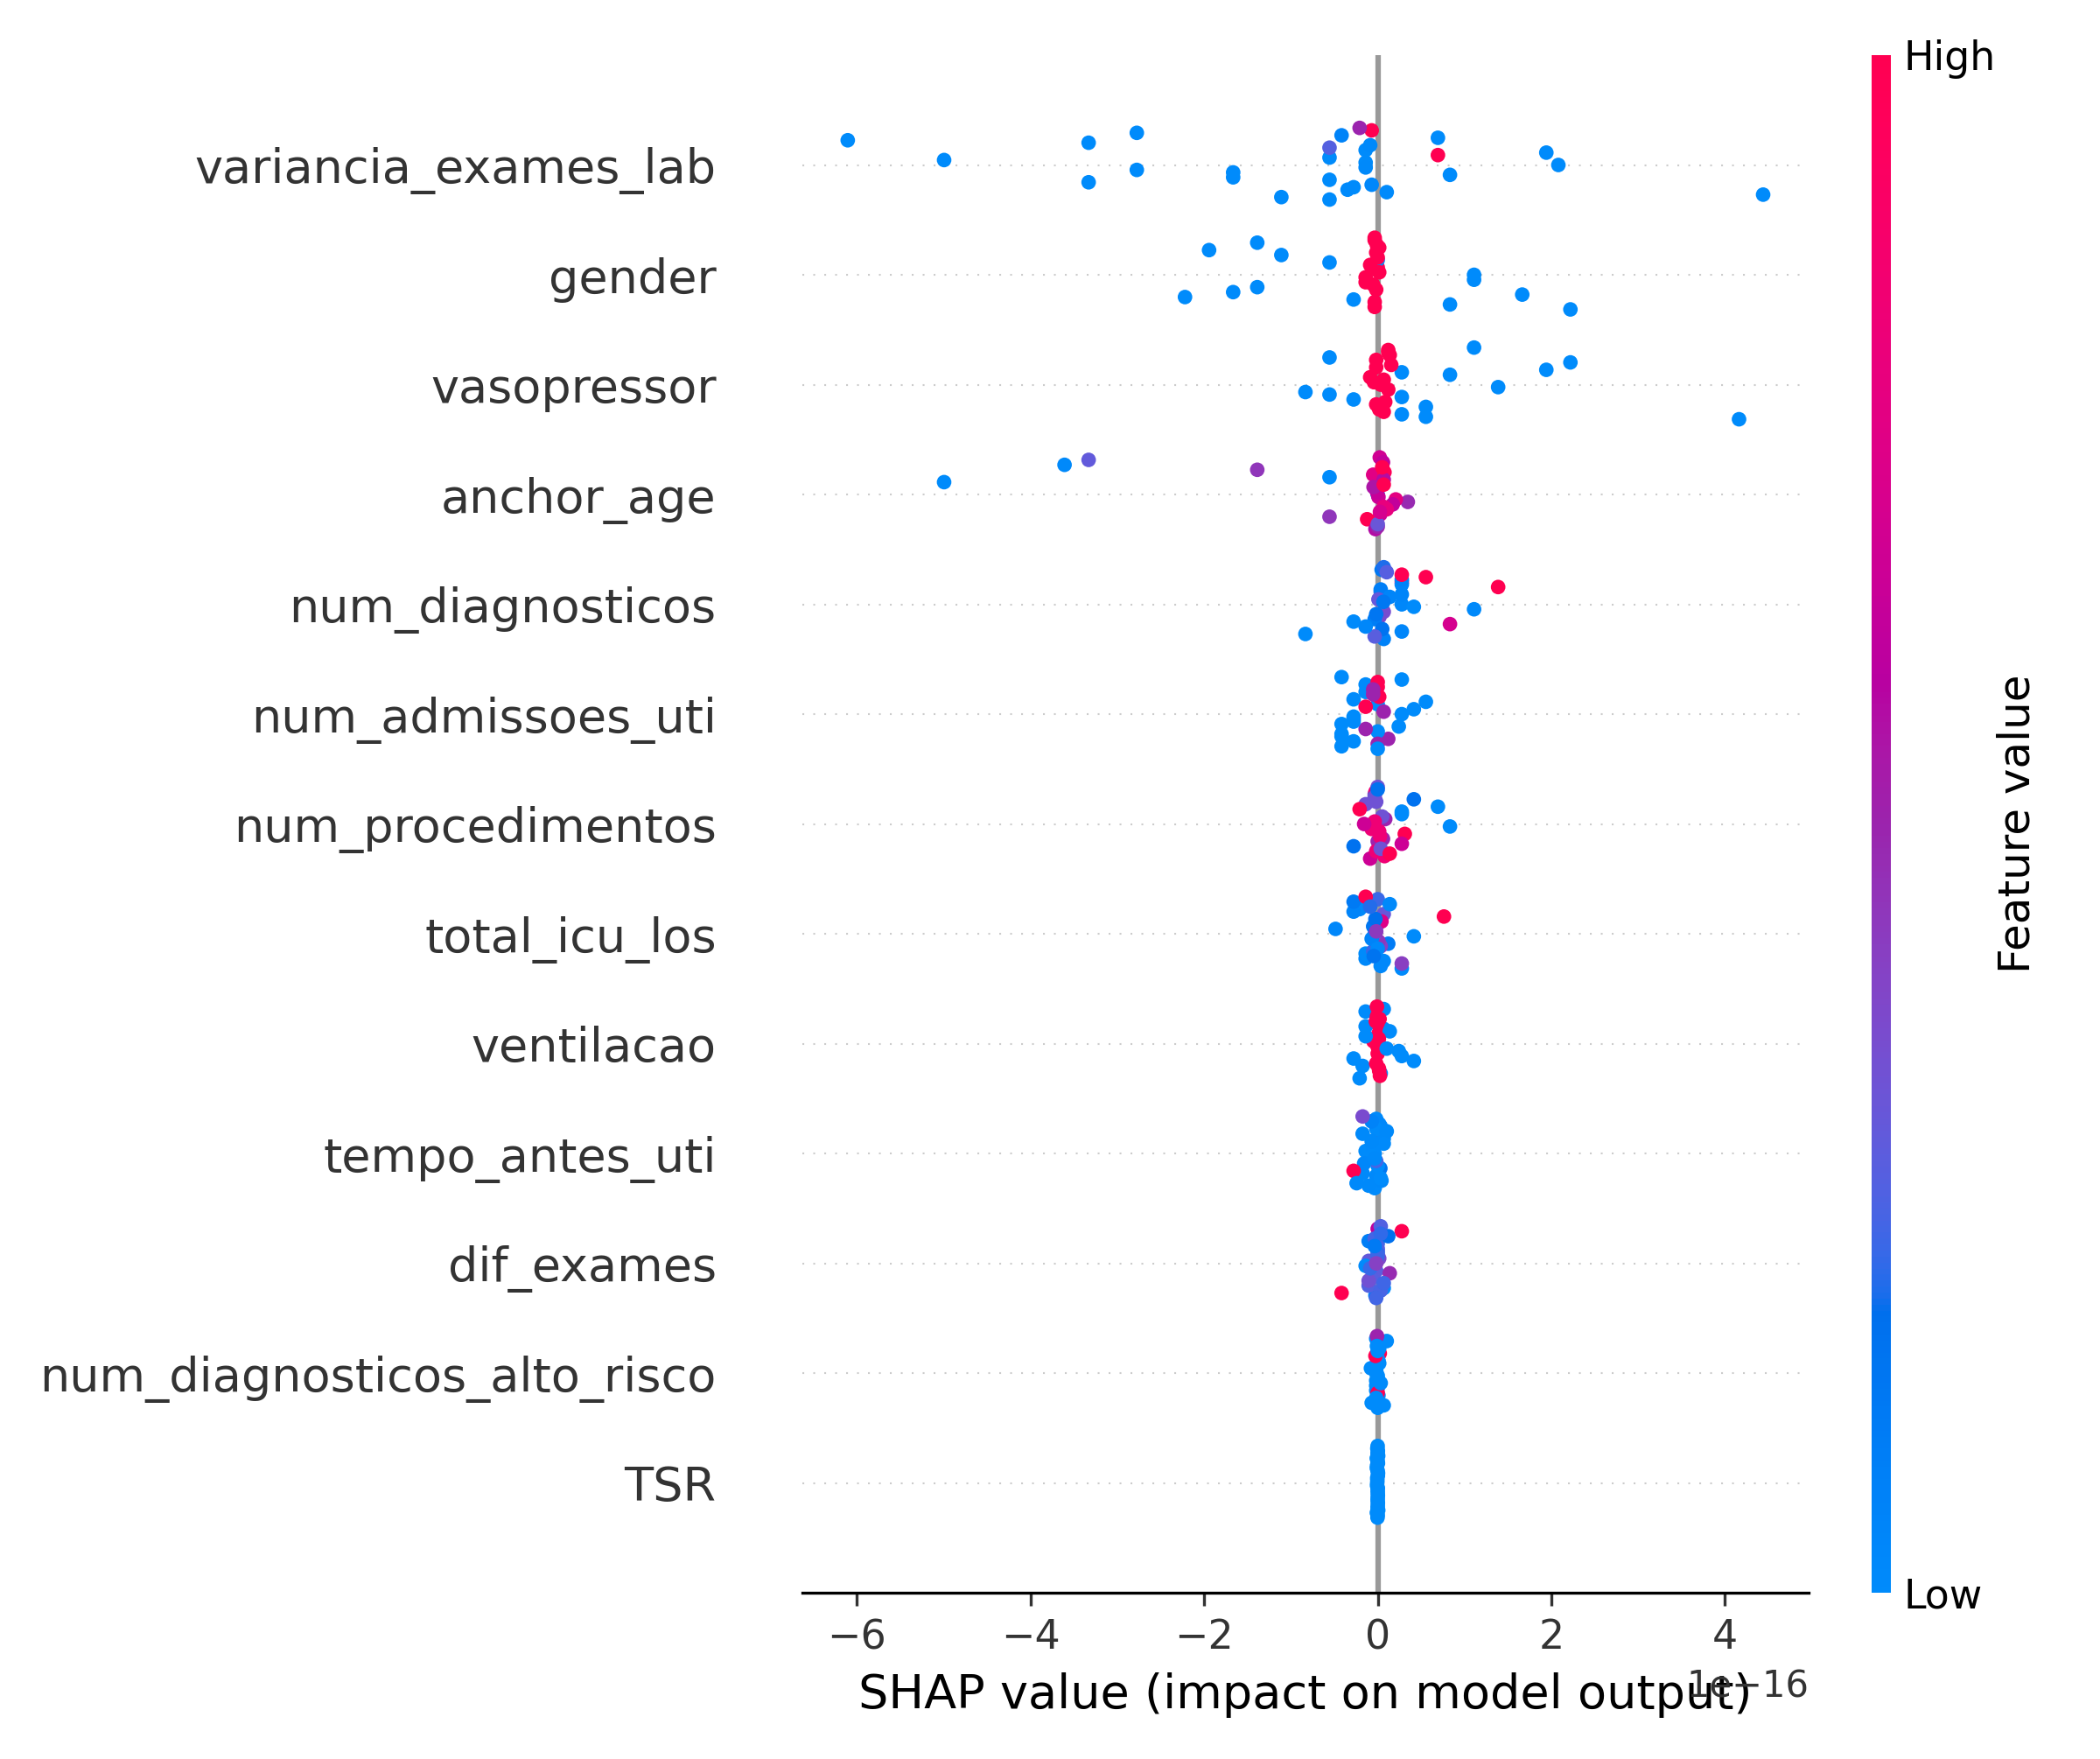 High
variancia_exames_lab
gender
vasopressor
anchor_age
num_diagnosticos
num_admissoes_uti
num_procedimentos
total_icu_los
ventilacao
tempo_antes_uti
dif_exames
num_diagnosticos_alto_risco
TSR
Feature value
Low
−6 −4 −2 0 2 4
SHAP value (impact on model output)
1e−16